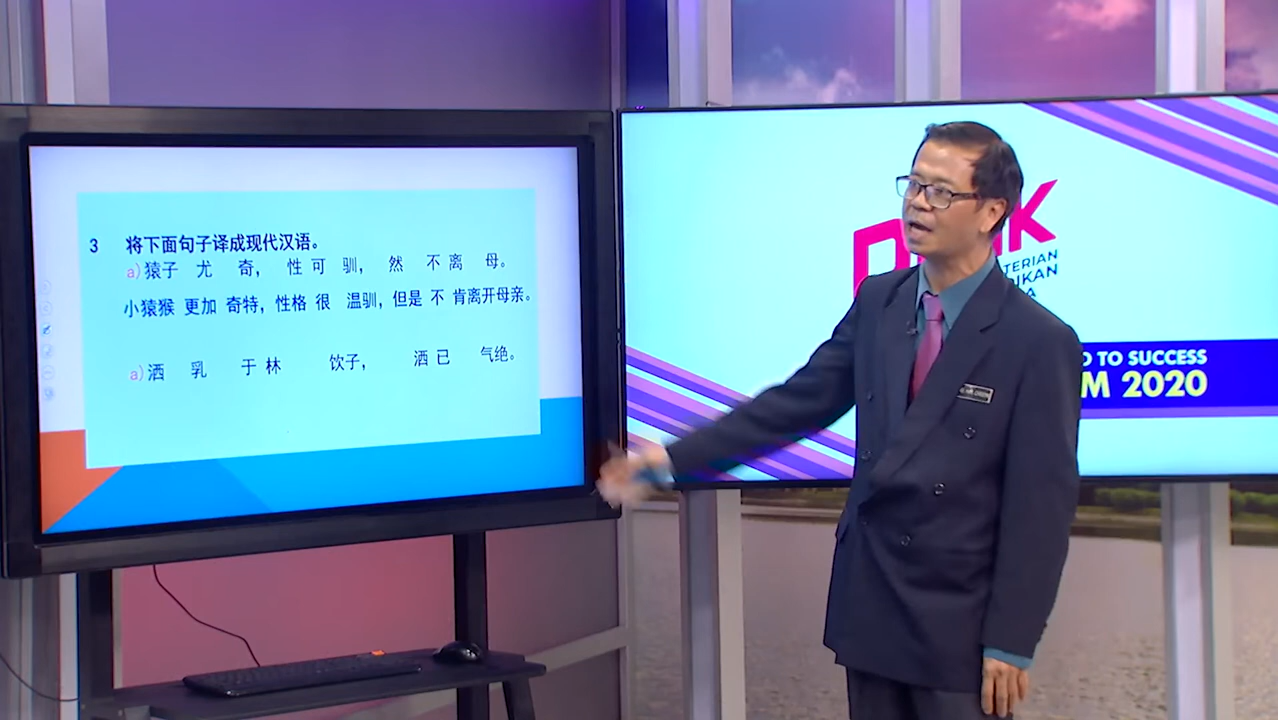 3 将下面句子译成现代汉语。
a) 猿子 尤 奇， 性 可 驯， 然 不 离 母。
小猿猴 更加 奇特，性格 很 温驯，但是 不 肯离开母亲。
a) 洒 乳 于 林 饮子， 洒 已 气绝。
TO SUCCESS
M 2020